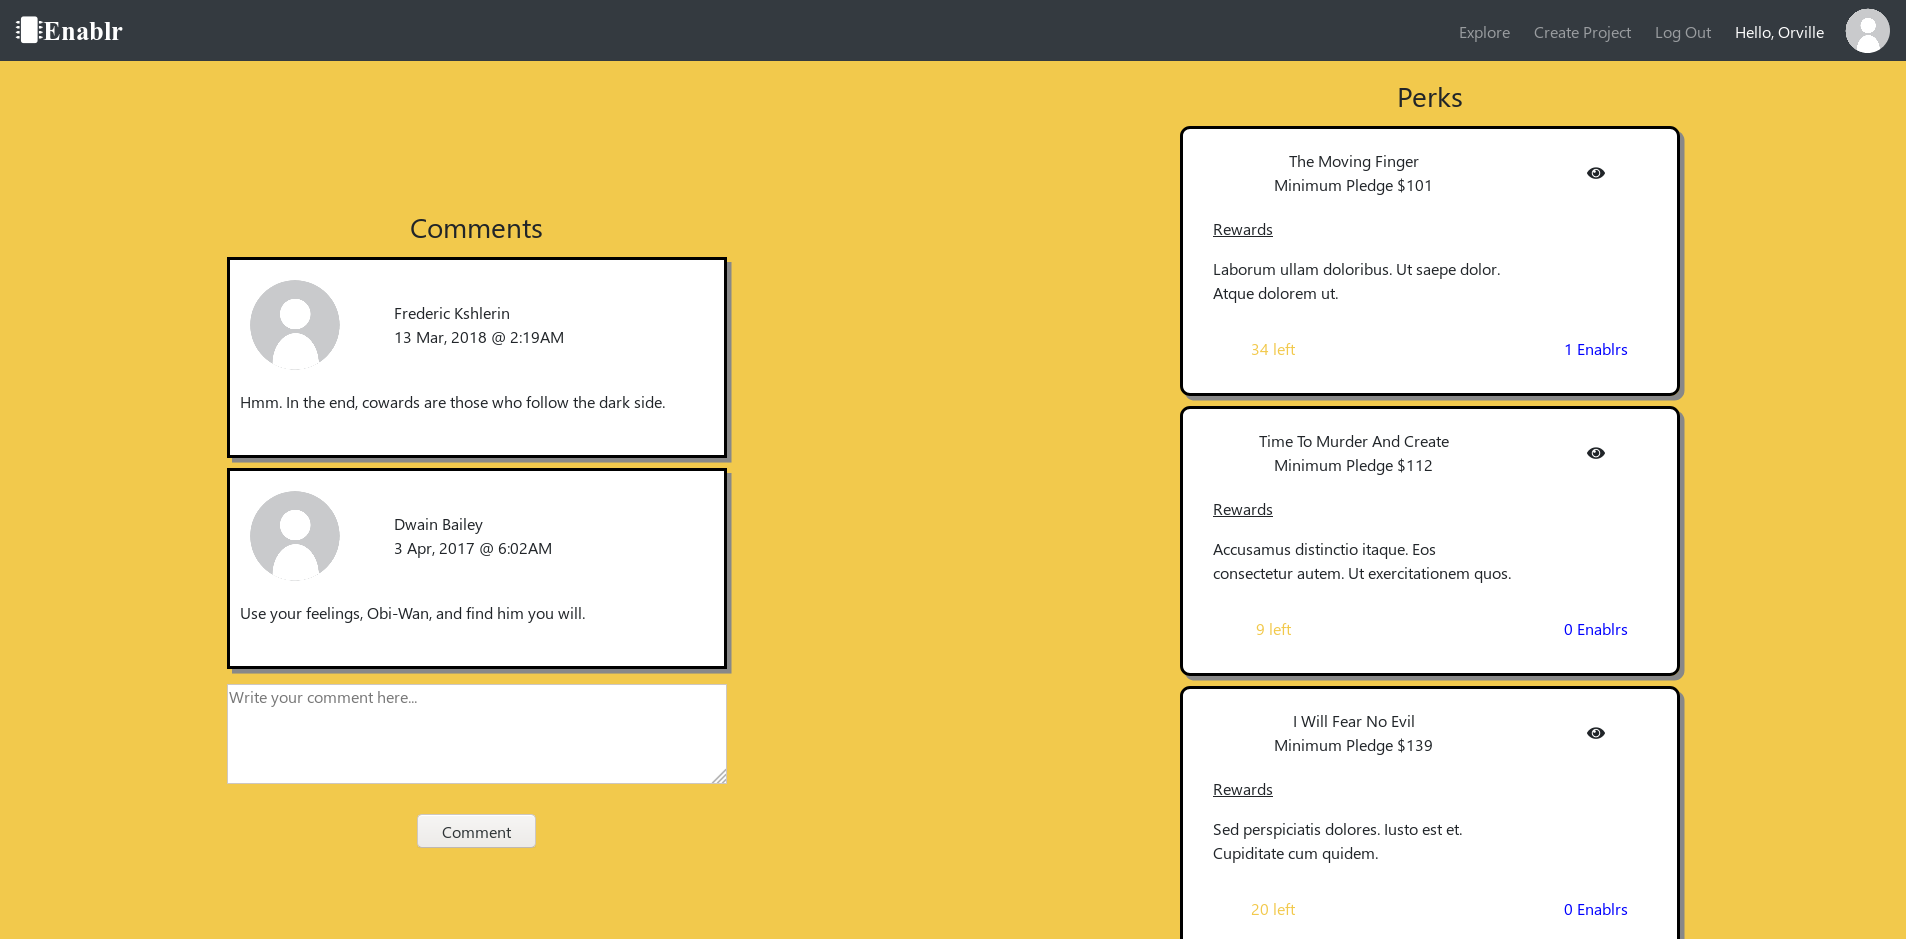 Enablr
Explore
Create Project
Log Out
Hello, Orville
Comments
Frederic Kshlerin
13 Mar, 2018 @ 2:19AM
Hmm. In the end, cowards are those who follow the dark side.
Dwain Bailey
3 Apr, 2017 @ 6:02AM
Use your feelings, Obi-Wan, and find him you will.
Write your comment here...
Comment
Perks
The Moving Finger
Minimum Pledge $101
Rewards
Laborum ullam doloribus. Ut saepe dolor.
Atque dolorem ut.
34 left
1 Enablrs
Time To Murder And Create
Minimum Pledge $112
Rewards
Accusamus distinctio itaque. Eos
consectetur autem. Ut exercitationem quos.
9 left
0 Enablrs
I Will Fear No Evil
Minimum Pledge $139
Rewards
Sed perspiciatis dolores. Iusto est et.
Cupiditate cum quidem.
20 left
0 Enablrs